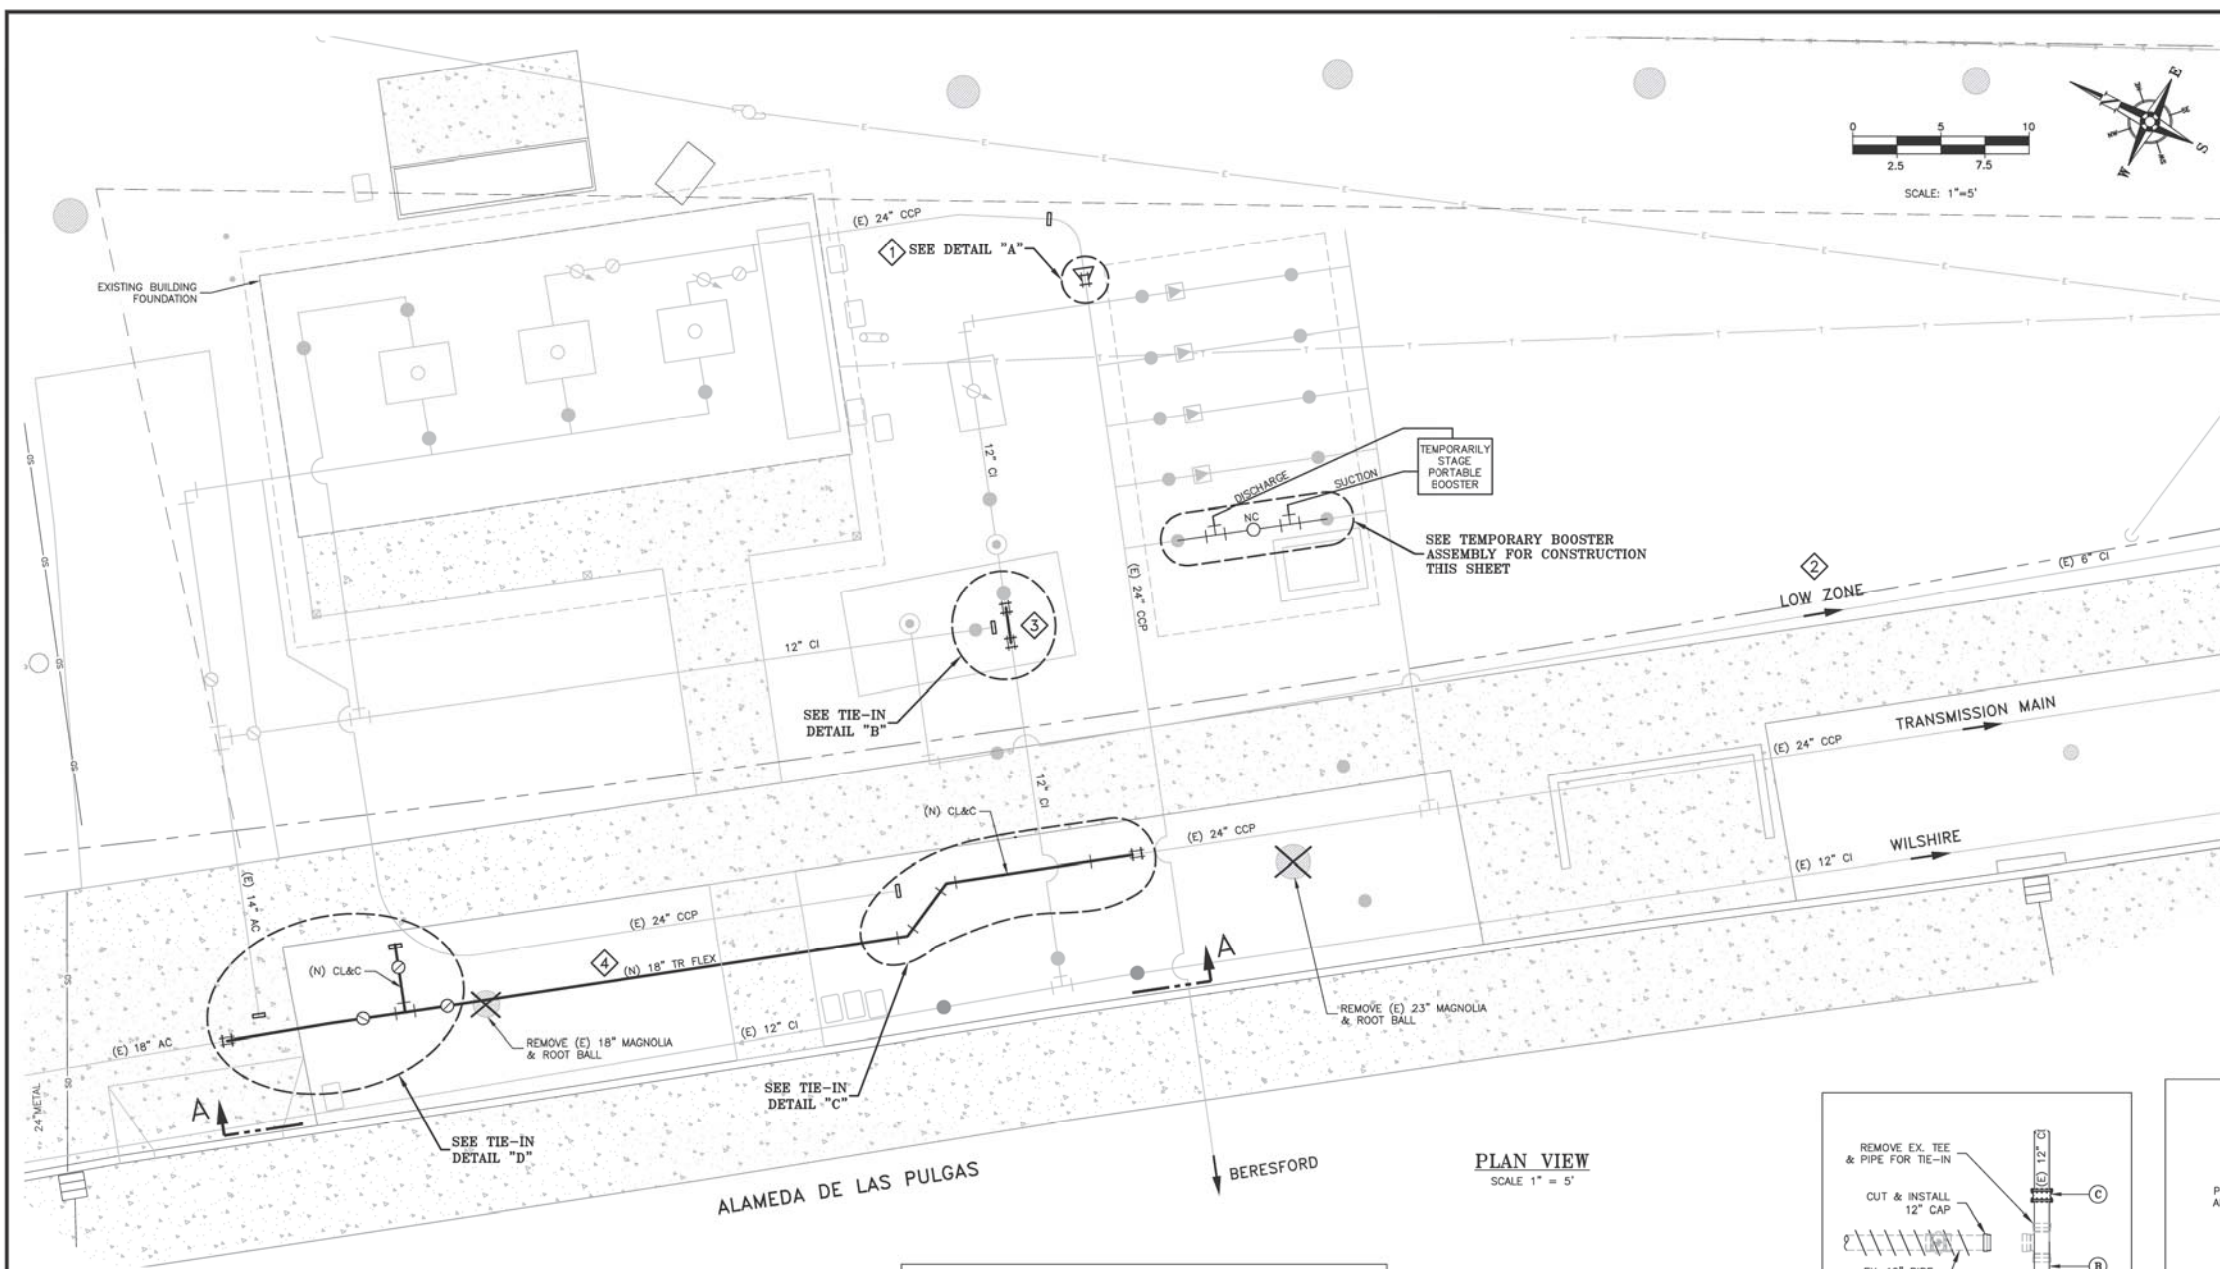 0
5
10
2.5
7.5
SCALE: 1"=5'
N
E
S
W
NE
SE
NW
(E) 24" CCP
1
SEE DETAIL "A"
EXISTING BUILDING
FOUNDATION
12" CI
TEMPORARILY
STAGE
PORTABLE
BOOSTER
DISCHARGE
SUCTION
NC
SEE TEMPORARY BOOSTER
ASSEMBLY FOR CONSTRUCTION
THIS SHEET
(E) 24" CCP
2
LOW ZONE
(E) 6" CI
3
12" CI
SEE TIE-IN
DETAIL "B"
TRANSMISSION MAIN
(E) 24" CCP
12" CI
(N) CL&C
(E) 24" CCP
WILSHIRE
(E) 12" CI
(E) 14" AC
(E) 24" CCP
(N) CL&C
4
(N) 18" TR FLEX
A
(E) 18" AC
REMOVE (E) 18" MAGNOLIA
& ROOT BALL
(E) 12" CI
REMOVE (E) 23" MAGNOLIA
& ROOT BALL
24"METAL
A
SEE TIE-IN
DETAIL "C"
SEE TIE-IN
DETAIL "D"
ALAMEDA DE LAS PULGAS
BERESFORD
PLAN VIEW
SCALE 1" = 5'
REMOVE EX. TEE
& PIPE FOR TIE-IN
(E) 12" CI
C
CUT & INSTALL
12" CAP
B